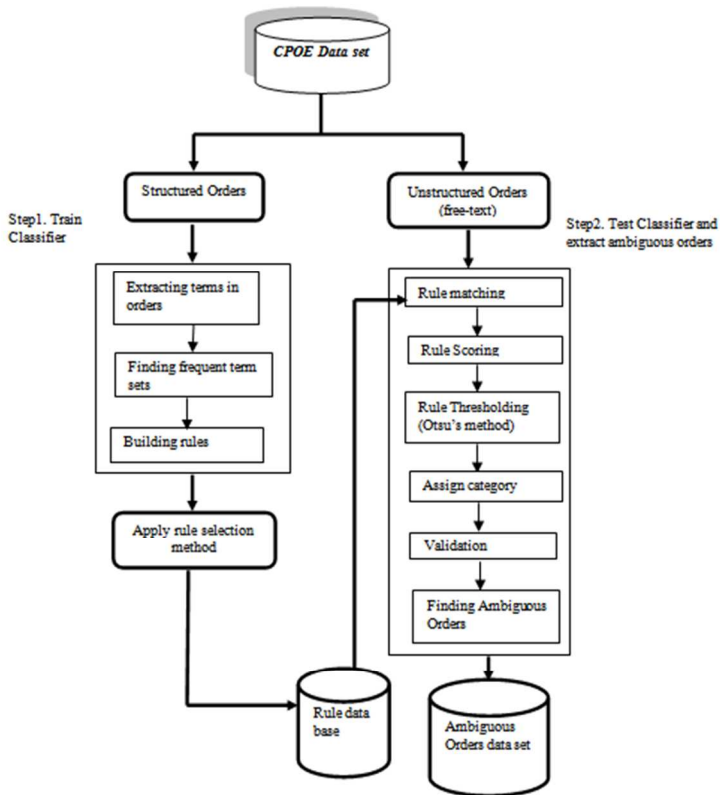 CPOE Data set
Structured Orders
Unstructured Orders
(free-text)
Step1. Train
Classifier
Step2. Test Classifier and
extract ambiguous orders
Extracting terms in
orders
Finding frequent term
sets
Building rules
Apply rule selection
method
Rule matching
Rule Scoring
Rule Thresholding
(Otsu's method)
Assign category
Validation
Finding Ambiguous
Orders
Rule data
base
Ambiguous
Orders data set